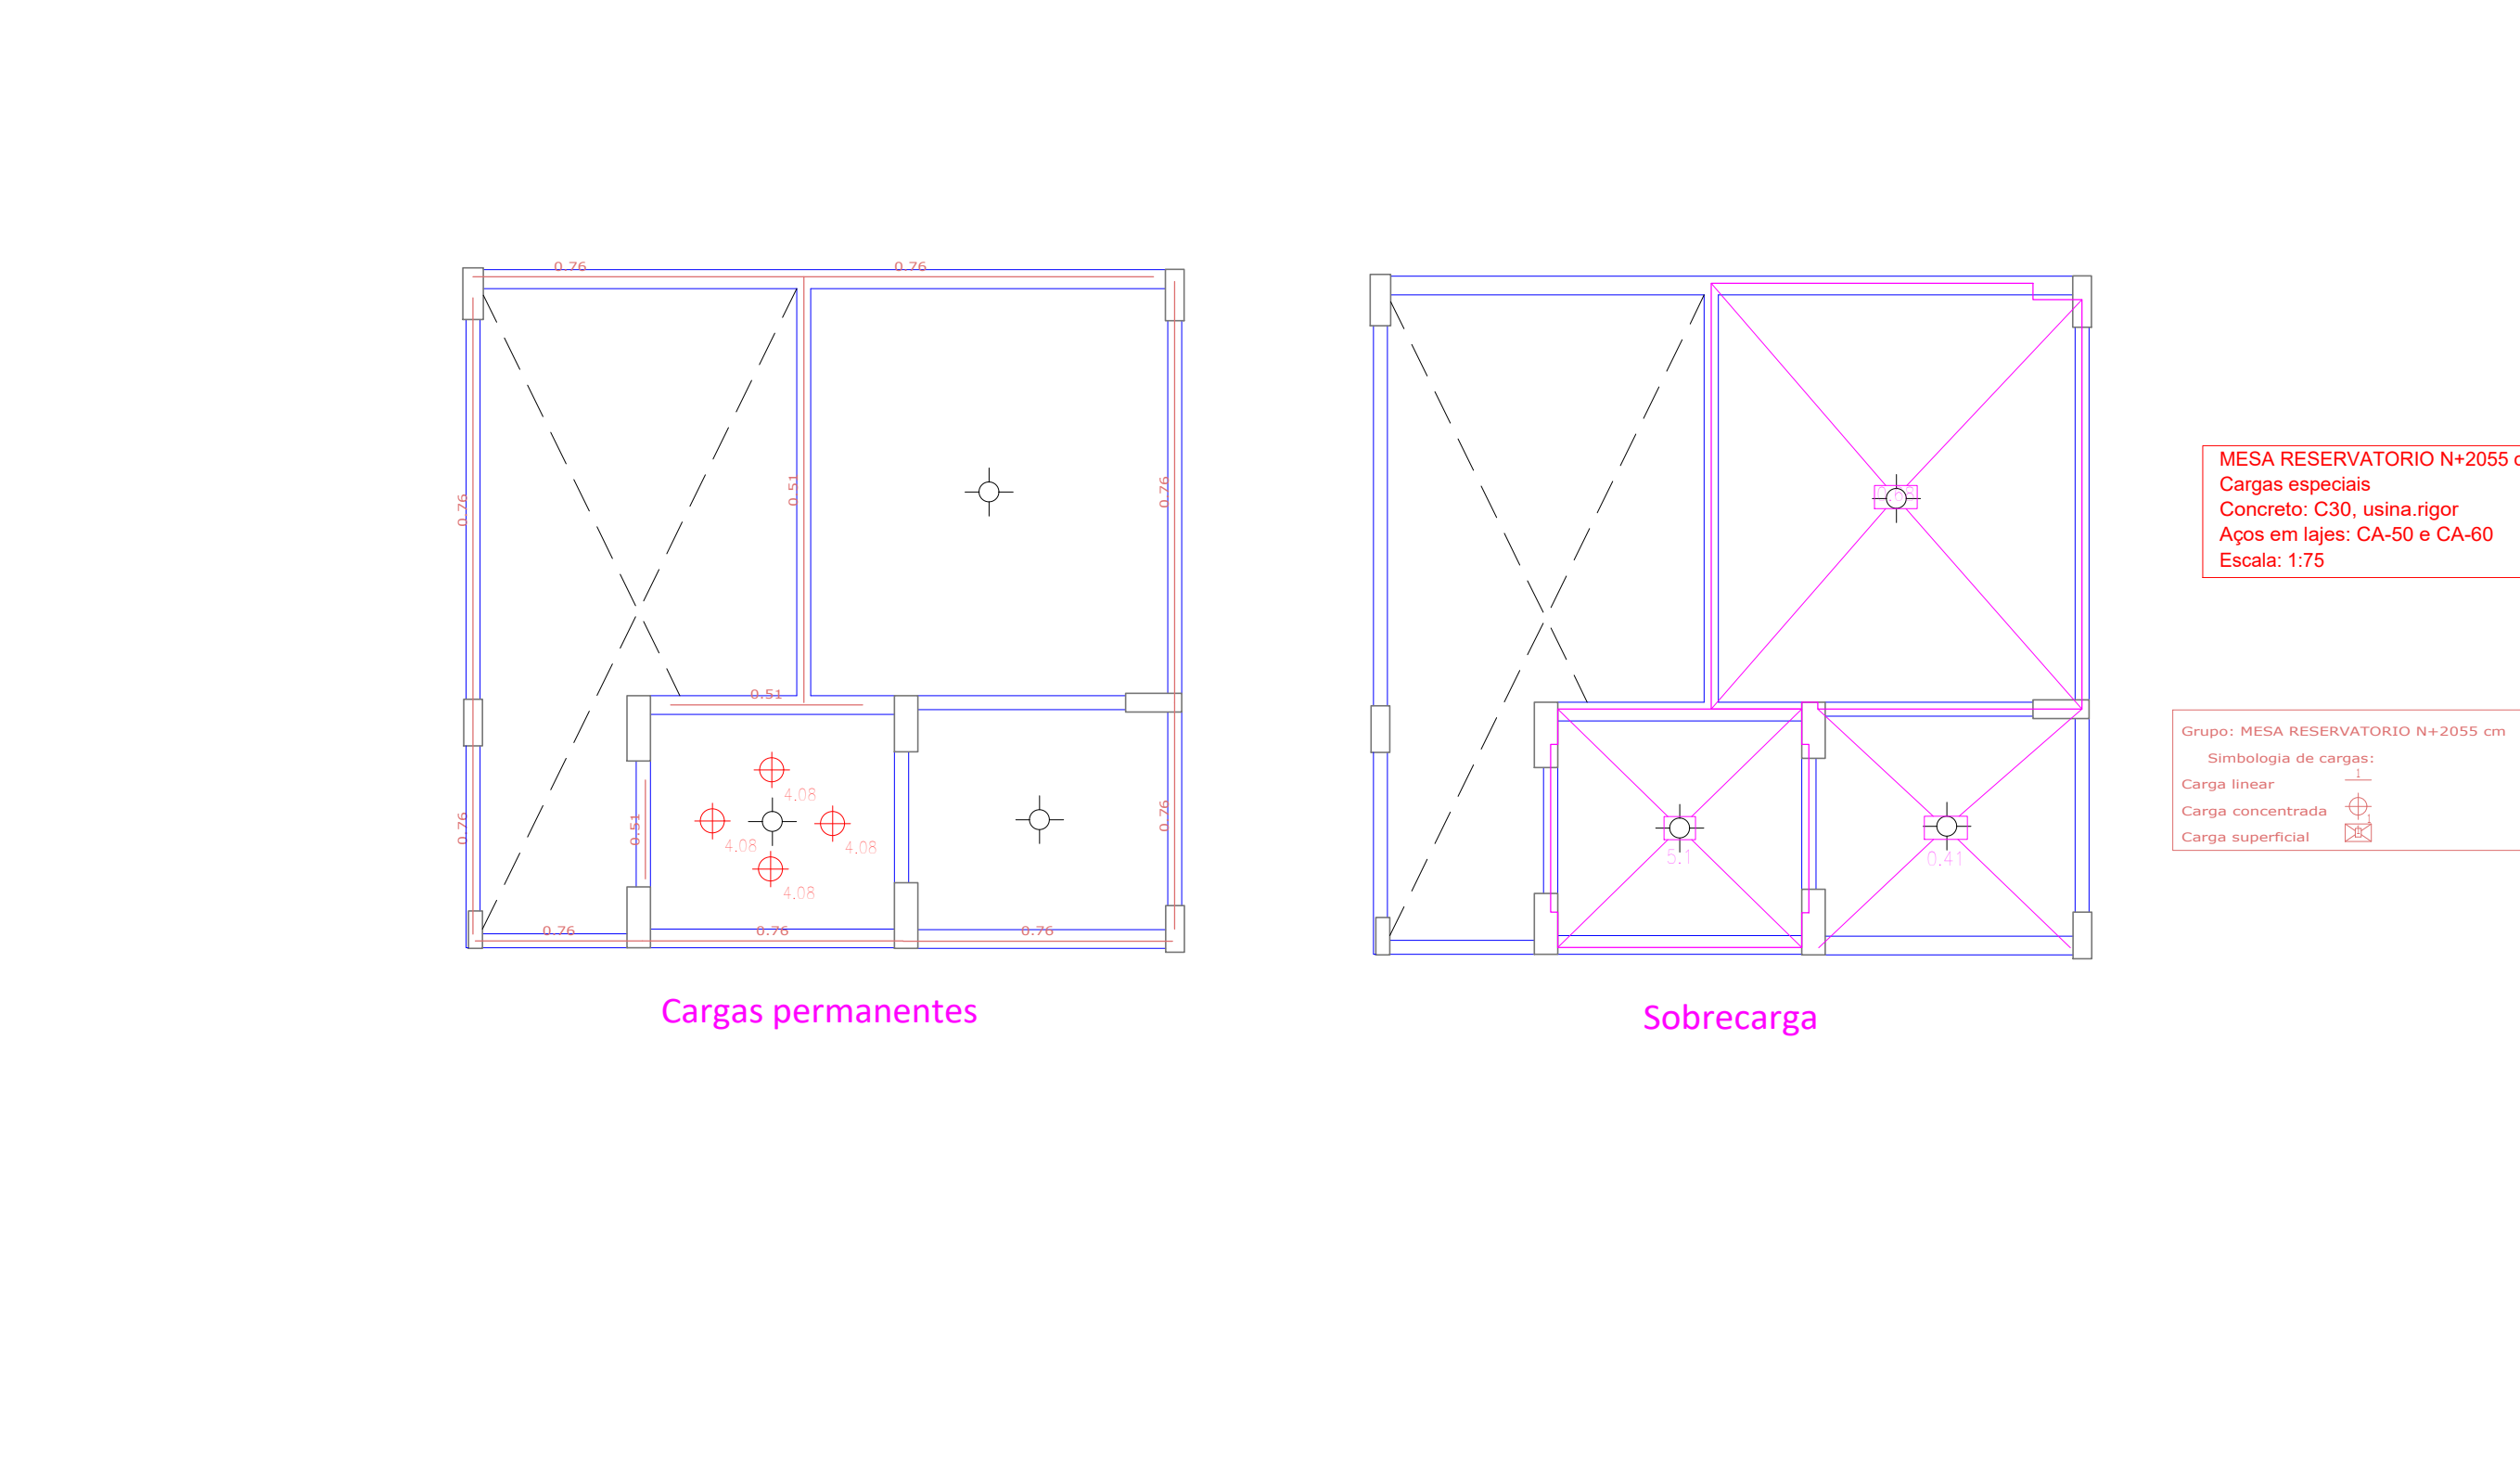 0.76
0.76
0.76
0.51
0.76
0.51
4.08
4.08
4.08
4.08
0.51
0.76
0.76
0.76
0.76
0.76
Cargas permanentes
5.1
0.41
Sobrecarga
MESA RESERVATORIO N+2055 c
Cargas especiais
Concreto: C30, usina.rigor
Aços em lajes: CA-50 e CA-60
Escala: 1:75
Grupo: MESA RESERVATORIO N+2055 cm
Simbologia de cargas:
Carga linear 1
Carga concentrada 1
Carga superficial 1